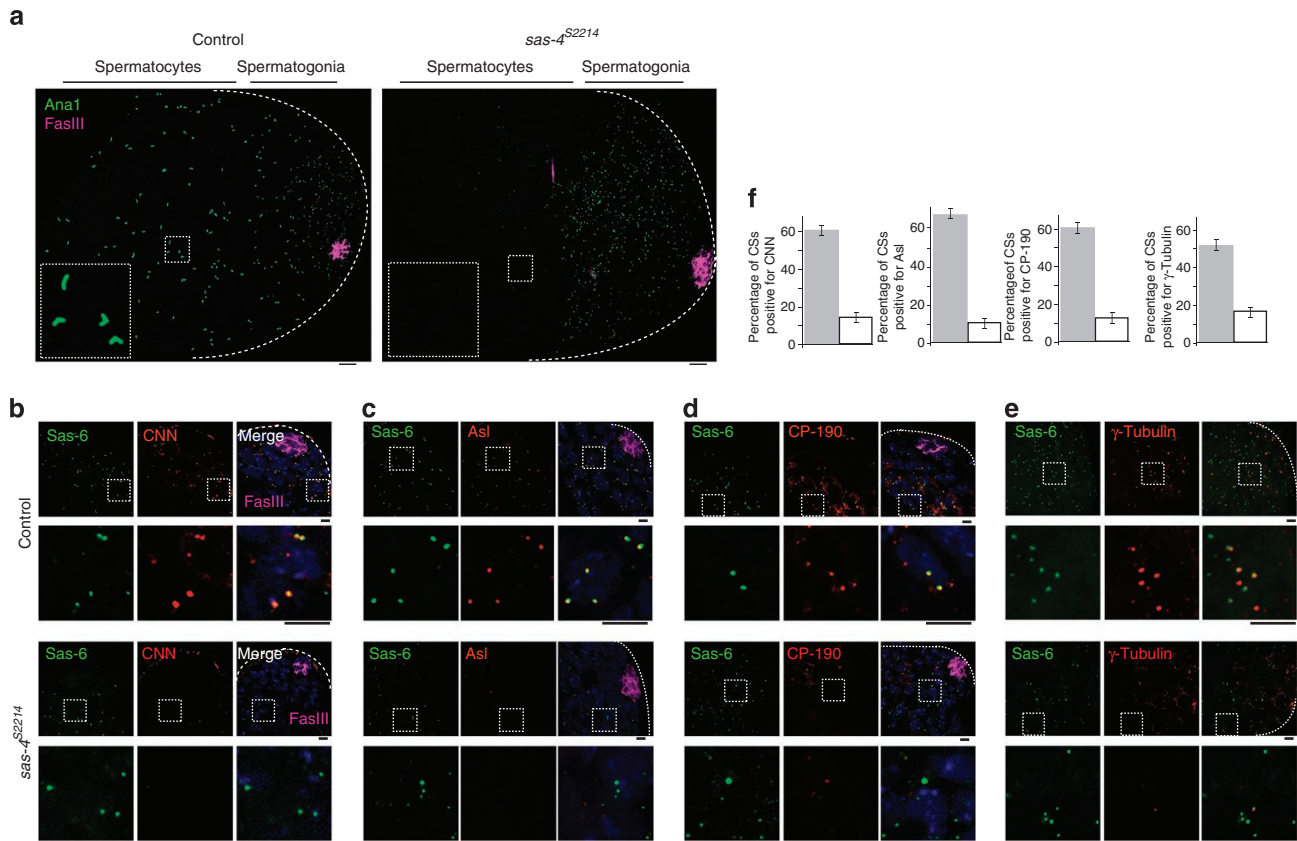 a
Control
sas-4^S2214
Spermatocytes
Spermatogonia
Spermatocytes
Spermatogonia
Ana1
FasIII
f
Percentage of CSs
positive for CNN
60
40
20
0
Percentage of CSs
positive for Asl
60
40
20
0
Percentageof CSs
positive for CP-190
60
40
20
0
Percentage of CSs
positive for γ-Tubulin
60
40
20
0
b
c
d
e
Control
Sas-6
CNN
Merge
FasIII
Sas-6
Asl
Sas-6
CP-190
Sas-6
γ-Tubulin
sas-4^S2214
Sas-6
CNN
Merge
FasIII
Sas-6
Asl
Sas-6
CP-190
Sas-6
γ-Tubulin